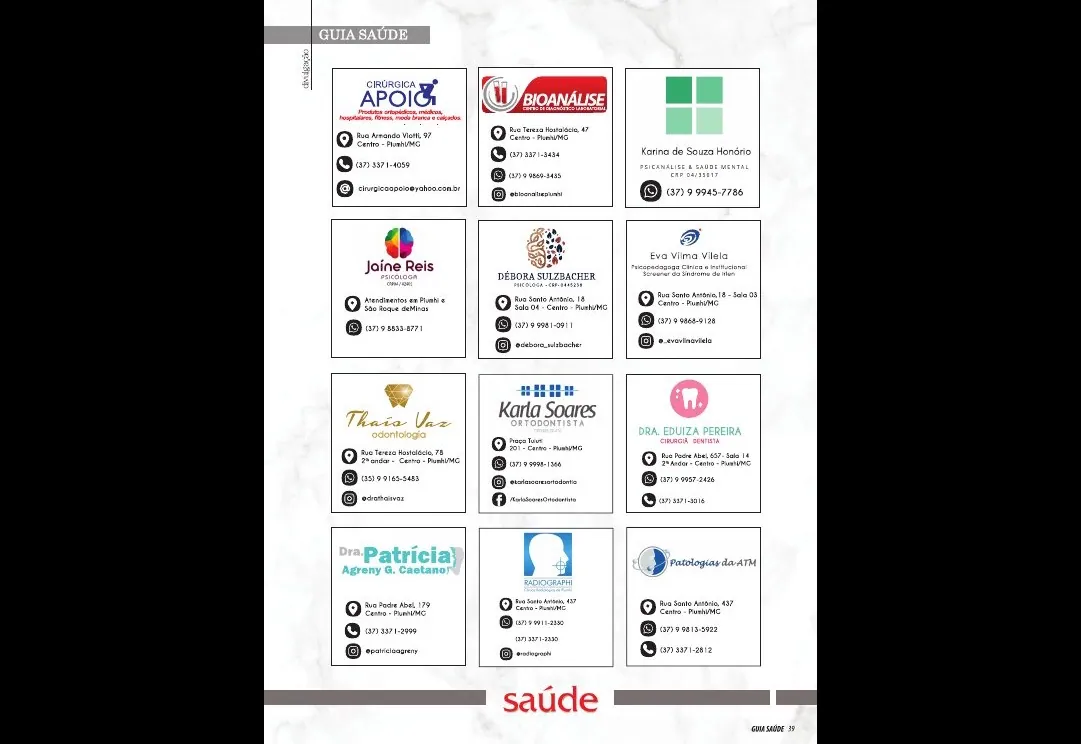 GUIA SAÚDE
divulgação
CIRÚRGICA
APOIO
Produtos ortopédicos, médicos,
hospitalares, fitness, moda branca e calçados.
Rua Armando Viotti, 97
Centro - Piumhi/MG
(37) 3371-4059
cirurgicaapoio@yahoo.com.br
BIOANÁLISE
CENTRO DE DIAGNÓSTICO LABORATORIAL
Rua Tereza Hostalácio, 47
Centro - Piumhi/MG
(37) 3371-3434
(37) 9 9869-3435
@bioanalisepiumhi
Karina de Souza Honório
PSICANÁLISE & SAÚDE MENTAL
CRP 04/35817
(37) 9 9945-7786
Jaíne Reis
PSICÓLOGA
Atendimentos em Piumhi e
São Roque deMinas
(37) 9 8833-8771
DÉBORA SULZBACHER
PSICÓLOGA - CRP-0445238
Rua Santo Antônio, 18
Sala 04 - Centro - Piumhi/MG
(37) 9 9981-0911
@debora_sulzbacher
Eva Vilma Vilela
Psicopedagoga Clínica e Institucional
Screener da Síndrome de Irlen
Rua Santo Antônio,18 - Sala 03
Centro - Piumhi/MG
(37) 9 9868-9128
@_evavilmavilela
Thaís Vaz
odontologia
Rua Tereza Hostalácio, 78
2º andar - Centro - Piumhi/MG
(35) 9 9165-5483
@drathaisvaz
Karla Soares
ORTODONTISTA
Praça Tuiuti
201 - Centro - Piumhi/MG
(37) 9 9998-1366
@karlasoaresortodontia
/KarlaSoaresOrtodontista
DRA. EDUIZA PEREIRA
CIRURGIÃ DENTISTA
Rua Padre Abel, 657- Sala 14
2º Andar - Centro - Piumhi/MG
(37) 9 9957-2426
(37) 3371-3016
Dra. Patrícia
Agreny G. Caetano
Rua Padre Abel, 179
Centro - Piumhi/MG
(37) 3371-2999
@patriciaagreny
RADIOGRAPHI
Clínica Radiológica de Piumhi
Rua Santo Antônio, 437
Centro - Piumhi/MG
(37) 9 9911-2330
(37) 3371-2330
@radiographi
Patologias da ATM
Rua Santo Antônio, 437
Centro - Piumhi/MG
(37) 9 9813-5922
(37) 3371-2812
saúde
GUIA SAÚDE 39